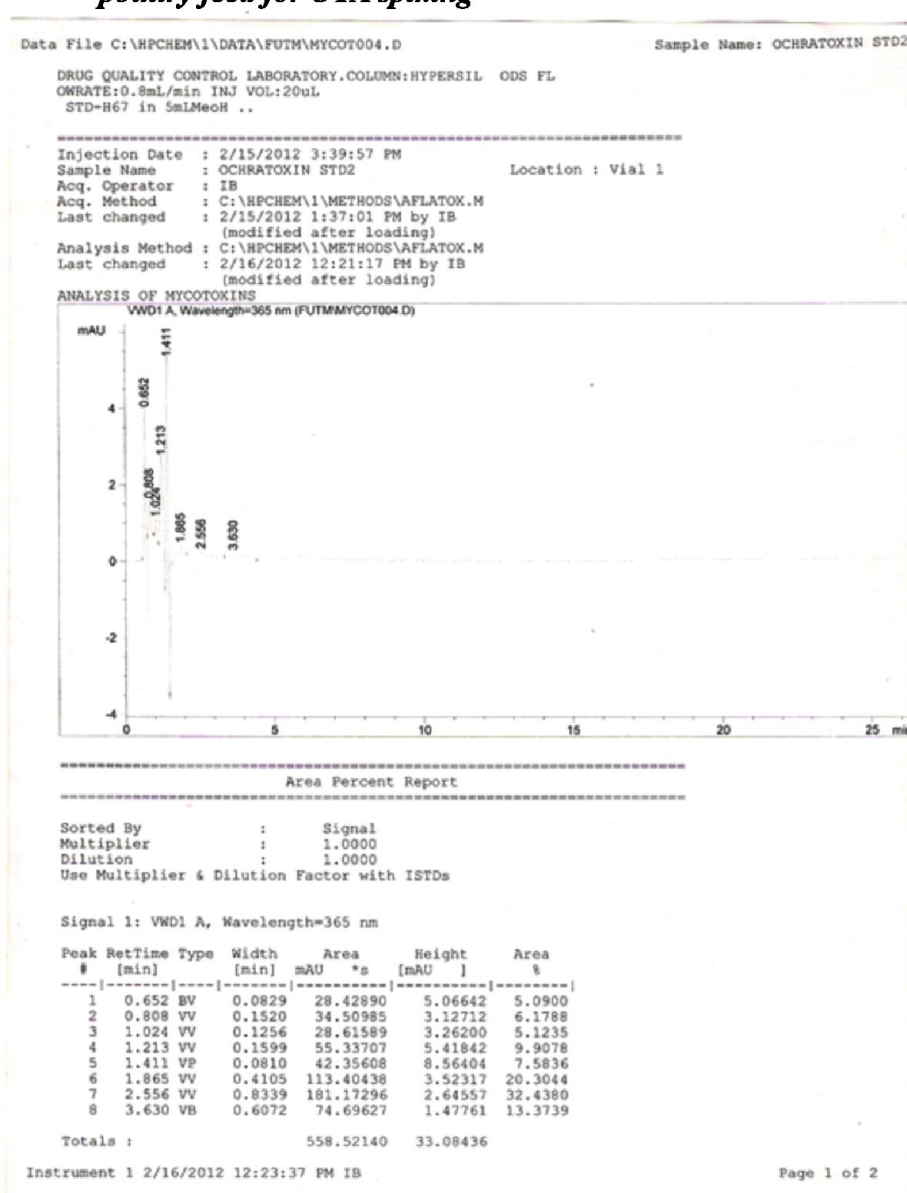 poultry feed for OTA spiking
Data File C:\HPCHEM\1\DATA\FUTM\MYCOT004.D Sample Name: OCHRATOXIN STD2
DRUG QUALITY CONTROL LABORATORY.COLUMN:HYPERSIL ODS FL
OWRATE:0.8mL/min INJ VOL:20uL
STD-H67 in 5mLMeoH ..
Injection Date : 2/15/2012 3:39:57 PM
Sample Name : OCHRATOXIN STD2 Location : Vial 1
Acq. Operator : IB
Acq. Method : C:\HPCHEM\1\METHODS\AFLATOX.M
Last changed : 2/15/2012 1:37:01 PM by IB
(modified after loading)
Analysis Method : C:\HPCHEM\1\METHODS\AFLATOX.M
Last changed : 2/16/2012 12:21:17 PM by IB
(modified after loading)
ANALYSIS OF MYCOTOXINS
VWD1 A, Wavelength=365 nm (FUTM\MYCOT004.D)
mAU
4
2
0
-2
-4
0.652
0.808
1.024
1.213
1.411
1.865
2.556
3.630
0 5 10 15 20 25 min
Area Percent Report
Sorted By : Signal
Multiplier : 1.0000
Dilution : 1.0000
Use Multiplier & Dilution Factor with ISTDs
Signal 1: VWD1 A, Wavelength=365 nm
Peak RetTime Type Width Area Height Area
# [min] [min] mAU *s [mAU ] %
----|-------|----|-------|----------|----------|--------|
1 0.652 BV 0.0829 28.42890 5.06642 5.0900
2 0.808 VV 0.1520 34.50985 3.12712 6.1788
3 1.024 VV 0.1256 28.61589 3.26200 5.1235
4 1.213 VV 0.1599 55.33707 5.41842 9.9078
5 1.411 VP 0.0810 42.35608 8.56404 7.5836
6 1.865 VV 0.4105 113.40438 3.52317 20.3044
7 2.556 VV 0.8339 181.17296 2.64557 32.4380
8 3.630 VB 0.6072 74.69627 1.47761 13.3739
Totals : 558.52140 33.08436
Instrument 1 2/16/2012 12:23:37 PM IB Page 1 of 2